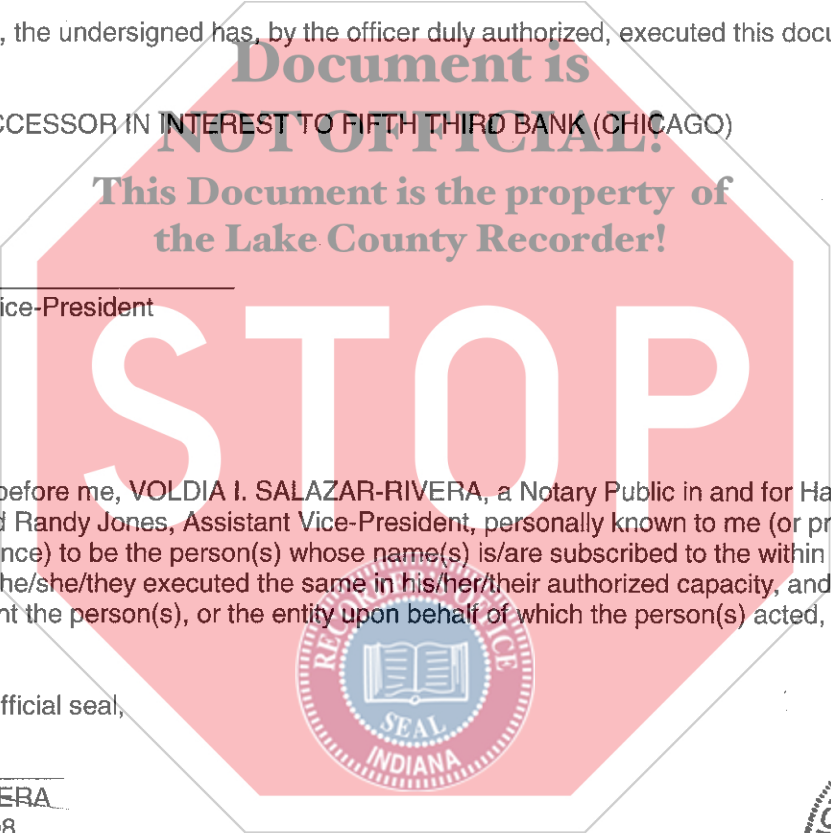 , the undersigned has, by the officer duly authorized, executed this docu
Document is
CCESSOR IN INTEREST TO FIFTH THIRD BANK (CHICAGO)
NOT OFFICIAL!
This Document is the property of
the Lake County Recorder!
ice-President
STOP
before me, VOLDIA I. SALAZAR-RIVERA, a Notary Public in and for Ha
d Randy Jones, Assistant Vice-President, personally known to me (or pr
nce) to be the person(s) whose name(s) is/are subscribed to the within
he/she/they executed the same in his/her/their authorized capacity, and
nt the person(s), or the entity upon behalf of which the person(s) acted,
RECORDER'S OFFICE
SEAL
INDIANA
fficial seal,
ERA